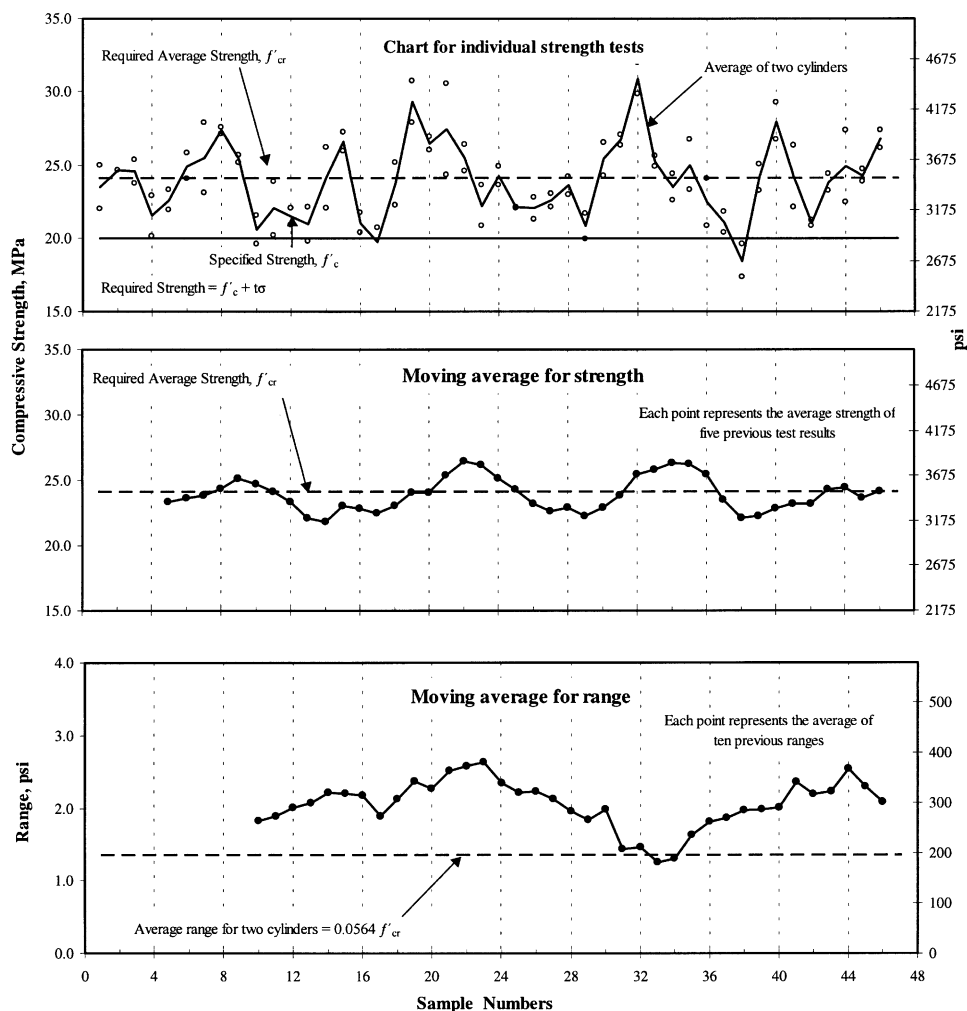 Chart for individual strength tests
Required Average Strength, f´cr
Average of two cylinders
Specified Strength, f´c
Required Strength = f´c + tσ
35.0
30.0
25.0
20.0
15.0
4675
4175
3675
3175
2675
2175
Compressive Strength, MPa
psi
Moving average for strength
Required Average Strength, f´cr
Each point represents the average strength of
five previous test results
35.0
30.0
25.0
20.0
15.0
4675
4175
3675
3175
2675
2175
Moving average for range
Each point represents the average of
ten previous ranges
Average range for two cylinders = 0.0564 f´cr
4.0
3.0
2.0
1.0
0.0
500
400
300
200
100
0
Range, psi
0 4 8 12 16 20 24 28 32 36 40 44 48
Sample Numbers